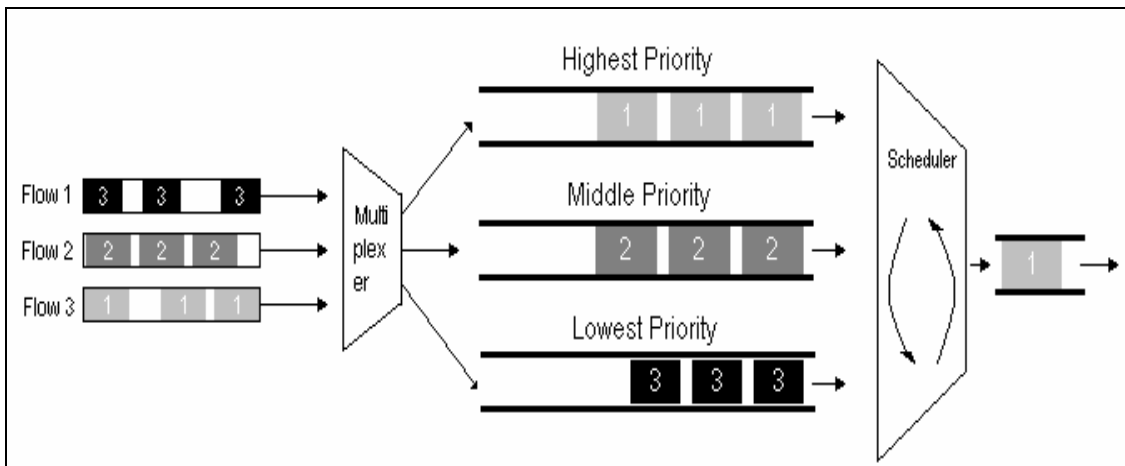 Highest Priority
1 1 1
Scheduler
Flow 1 3 3 3
Multi
plex
er
Middle Priority
Flow 2 2 2 2
2 2 2
1
Flow 3 1 1 1
Lowest Priority
3 3 3